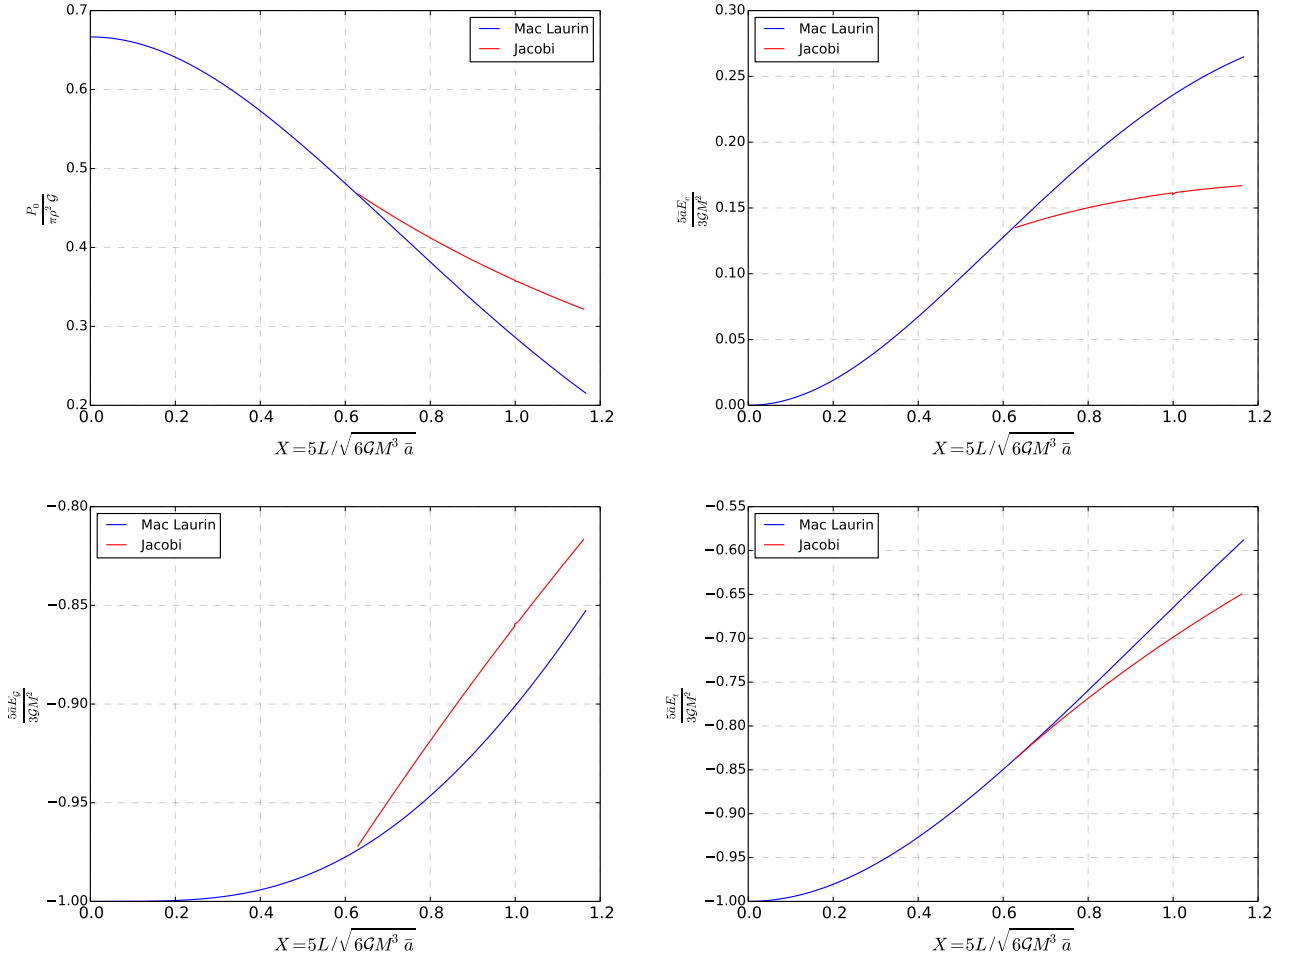 0.7
0.6
0.5
0.4
0.3
0.2
0.0 0.2 0.4 0.6 0.8 1.0 1.2
P₀/πρ² 𝒢
X=5L/√6𝒢M³ ā
Mac Laurin
Jacobi
0.30
0.25
0.20
0.15
0.10
0.05
0.00
0.0 0.2 0.4 0.6 0.8 1.0 1.2
5āE_c/3𝒢M²
X=5L/√6𝒢M³ ā
Mac Laurin
Jacobi
−0.80
−0.85
−0.90
−0.95
−1.00
0.0 0.2 0.4 0.6 0.8 1.0 1.2
5āE_𝒢/3𝒢M²
X=5L/√6𝒢M³ ā
Mac Laurin
Jacobi
−0.55
−0.60
−0.65
−0.70
−0.75
−0.80
−0.85
−0.90
−0.95
−1.00
0.0 0.2 0.4 0.6 0.8 1.0 1.2
5āE_t/3𝒢M²
X=5L/√6𝒢M³ ā
Mac Laurin
Jacobi